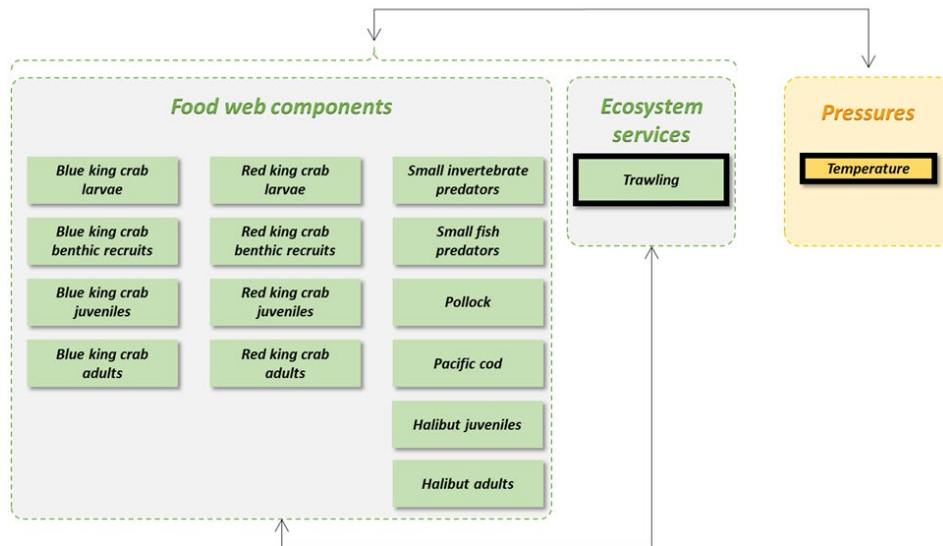 Food web components
Blue king crab
larvae
Blue king crab
benthic recruits
Blue king crab
juveniles
Blue king crab
adults
Red king crab
larvae
Red king crab
benthic recruits
Red king crab
juveniles
Red king crab
adults
Small invertebrate
predators
Small fish
predators
Pollock
Pacific cod
Halibut juveniles
Halibut adults
Ecosystem
services
Trawling
Pressures
Temperature